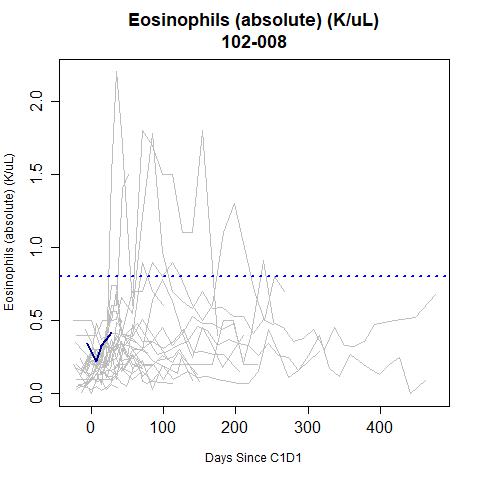 Eosinophils (absolute) (K/uL)
102-008
Eosinophils (absolute) (K/uL)
2.0
1.5
1.0
0.5
0.0
0 100 200 300 400
Days Since C1D1